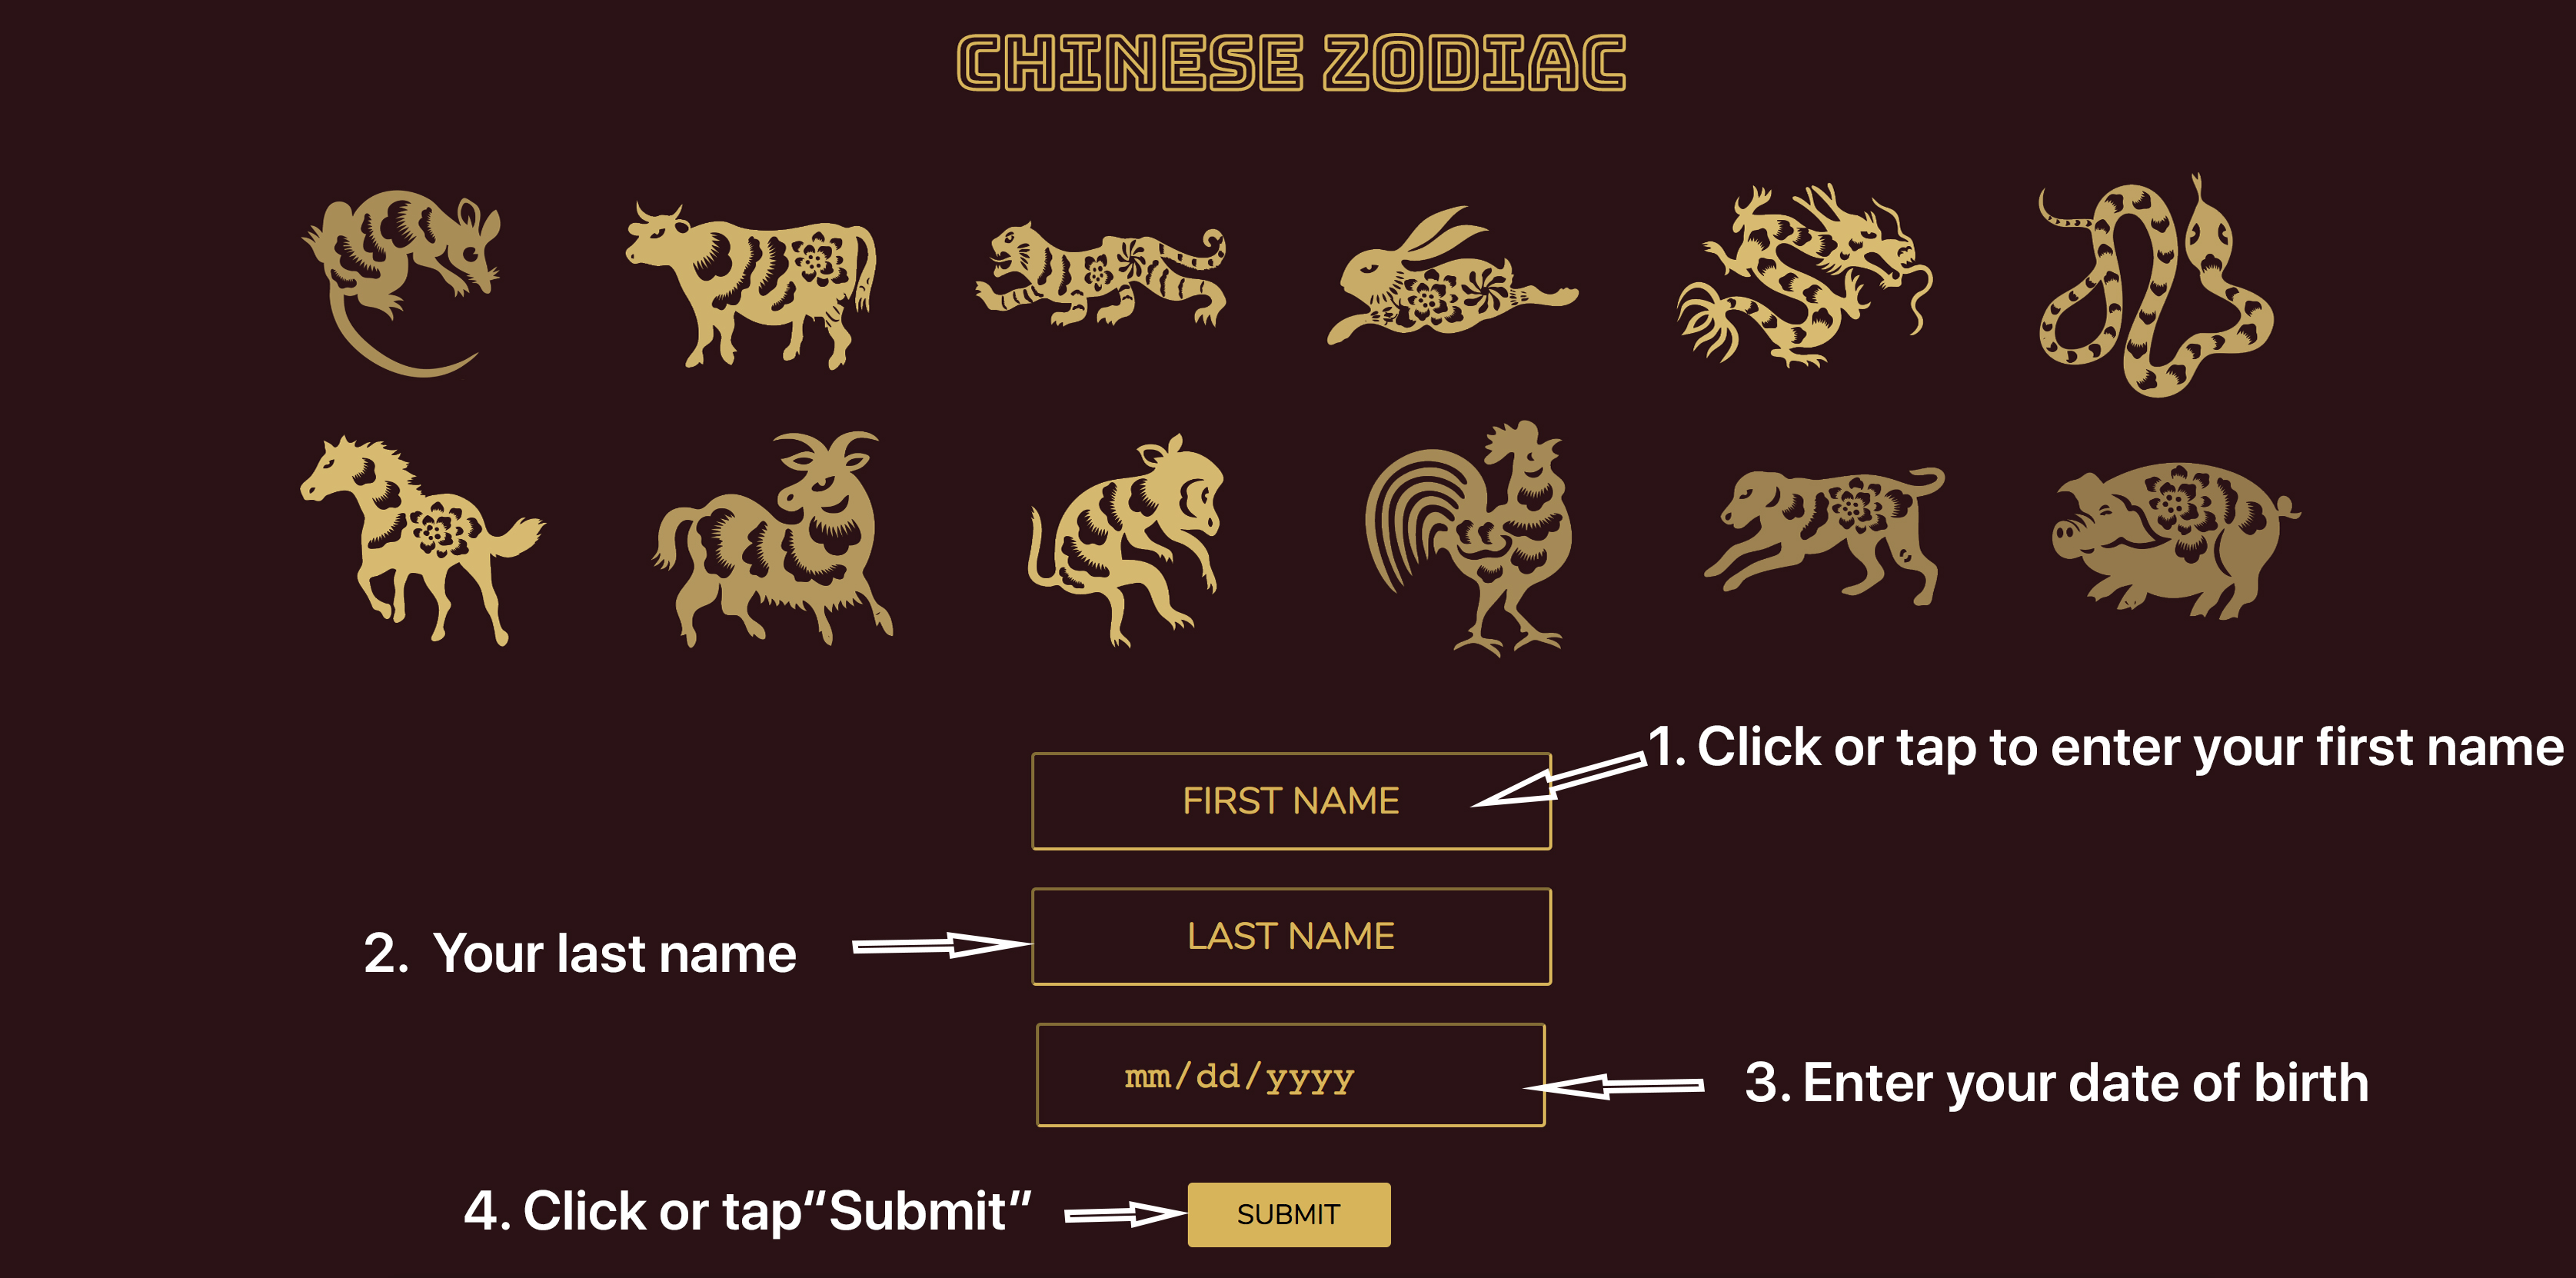 CHINESE ZODIAC
1. Click or tap to enter your first name
FIRST NAME
LAST NAME
2. Your last name
mm/dd/yyyy
3. Enter your date of birth
4. Click or tap“Submit”
SUBMIT